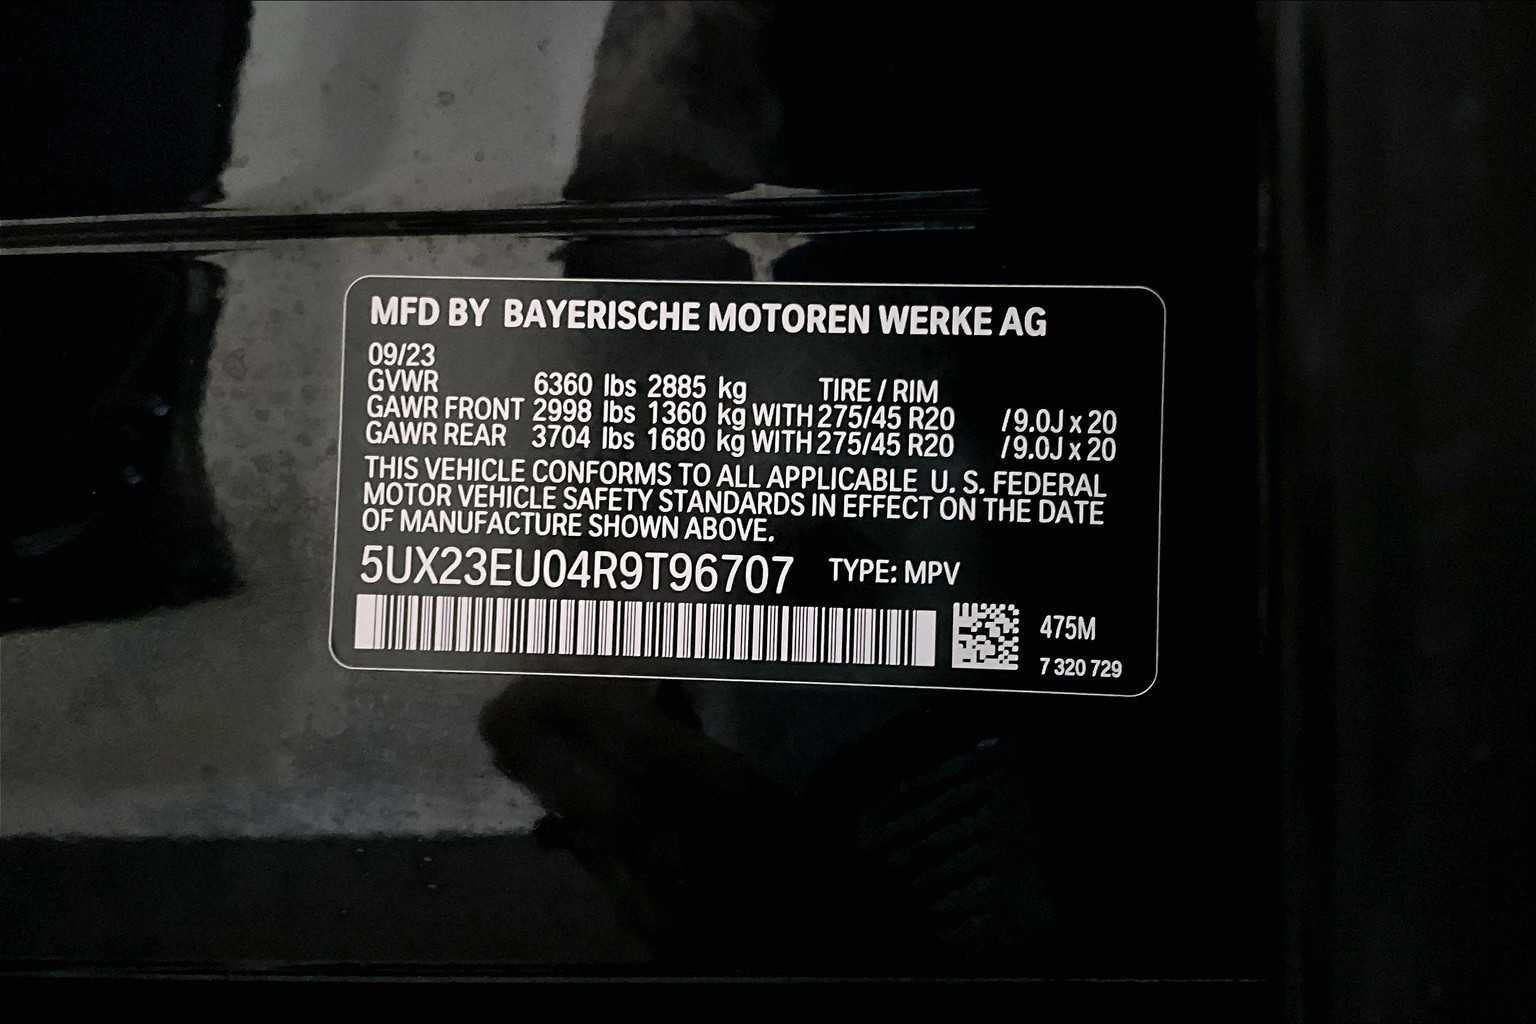 MFD BY BAYERISCHE MOTOREN WERKE AG
09/23
GVWR 6360 lbs 2885 kg TIRE / RIM
GAWR FRONT 2998 lbs 1360 kg WITH 275/45 R20 / 9.0J x 20
GAWR REAR 3704 lbs 1680 kg WITH 275/45 R20 / 9.0J x 20
THIS VEHICLE CONFORMS TO ALL APPLICABLE U. S. FEDERAL
MOTOR VEHICLE SAFETY STANDARDS IN EFFECT ON THE DATE
OF MANUFACTURE SHOWN ABOVE.
5UX23EU04R9T96707 TYPE: MPV
475M
7 320 729